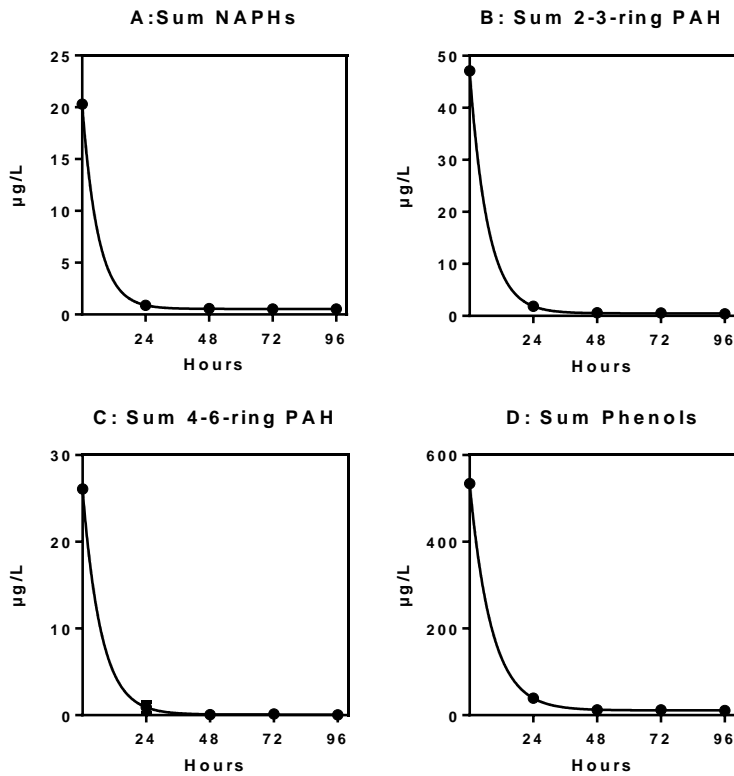 A:Sum NAPHs
25
20
15
10
5
0
µg/L
24 48 72 96
Hours
B: Sum 2-3-ring PAH
50
40
30
20
10
0
µg/L
24 48 72 96
Hours
C: Sum 4-6-ring PAH
30
20
10
0
µg/L
24 48 72 96
Hours
D: Sum Phenols
600
400
200
0
µg/L
24 48 72 96
Hours